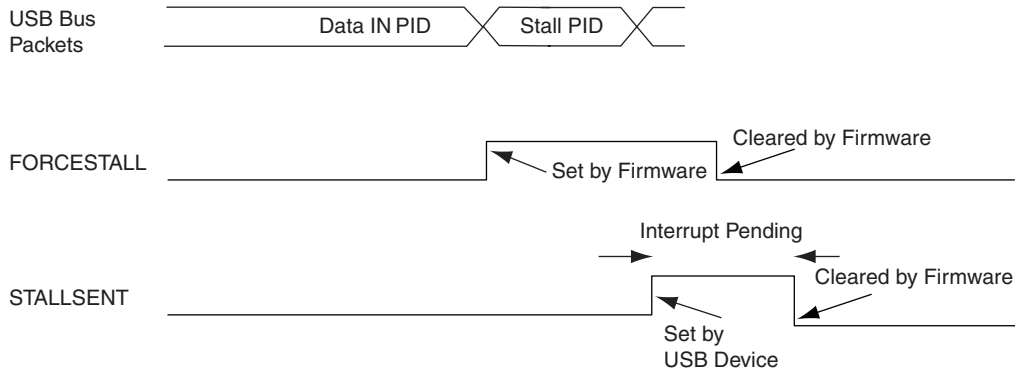 USB Bus
Packets
Data IN PID
Stall PID
FORCESTALL
Set by Firmware
Cleared by Firmware
Interrupt Pending
STALLSENT
Cleared by Firmware
Set by
USB Device